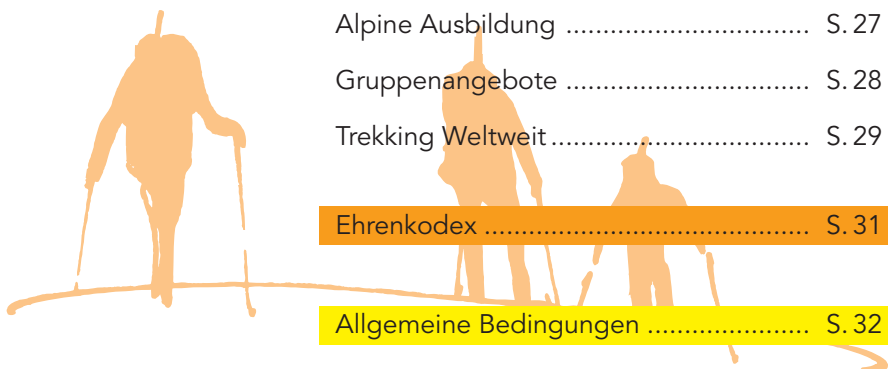 Alpine Ausbildung ............................... S. 27
Gruppenangebote ............................... S. 28
Trekking Weltweit ................................. S. 29
Ehrenkodex .......................................... S. 31
Allgemeine Bedingungen ..................... S. 32